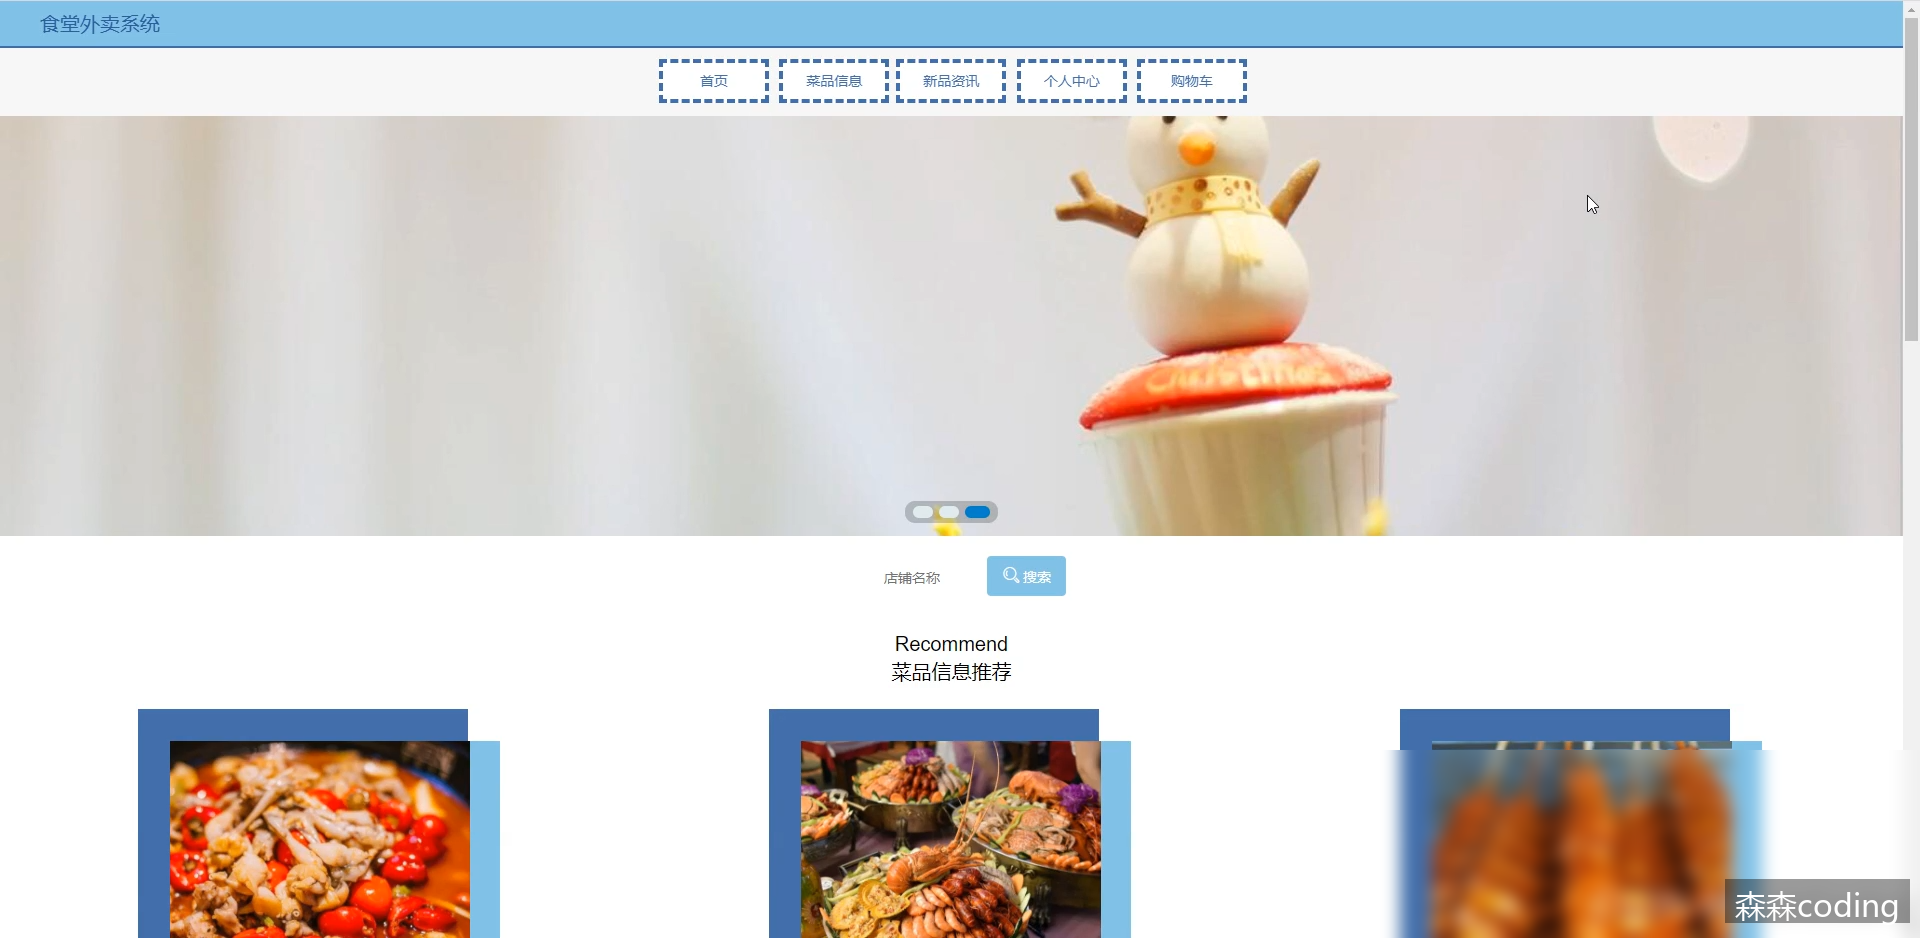 食堂外卖系统
首页
菜品信息
新品资讯
个人中心
购物车
Christmas
店铺名称
搜索
Recommend
菜品信息推荐
森森coding